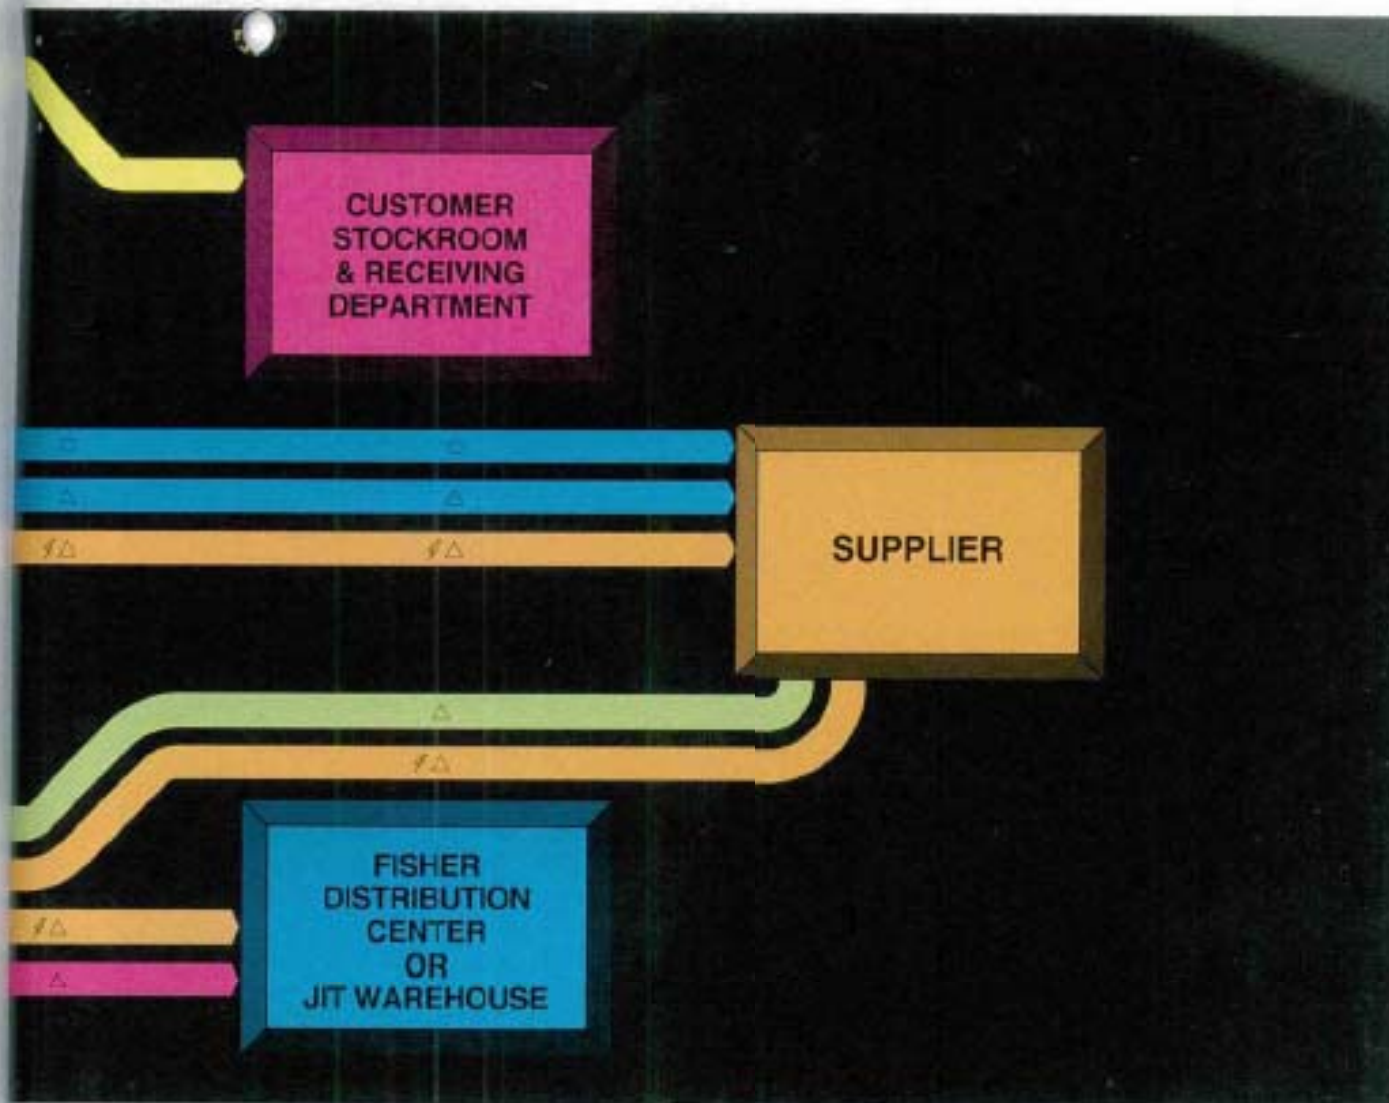 CUSTOMER
STOCKROOM
& RECEIVING
DEPARTMENT
SUPPLIER
FISHER
DISTRIBUTION
CENTER
OR
JIT WAREHOUSE